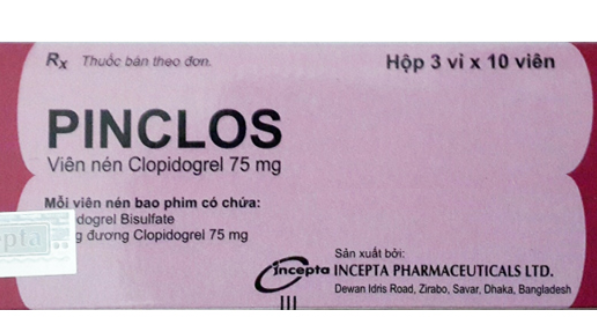 Rx Thuốc bán theo đơn.
Hộp 3 vỉ x 10 viên
PINCLOS
Viên nén Clopidogrel 75 mg
Mỗi viên nén bao phim có chứa:
dogrel Bisulfate
g đương Clopidogrel 75 mg
epta
Sản xuất bởi:
incepta INCEPTA PHARMACEUTICALS LTD.
Dewan Idris Road, Zirabo, Savar, Dhaka, Bangladesh